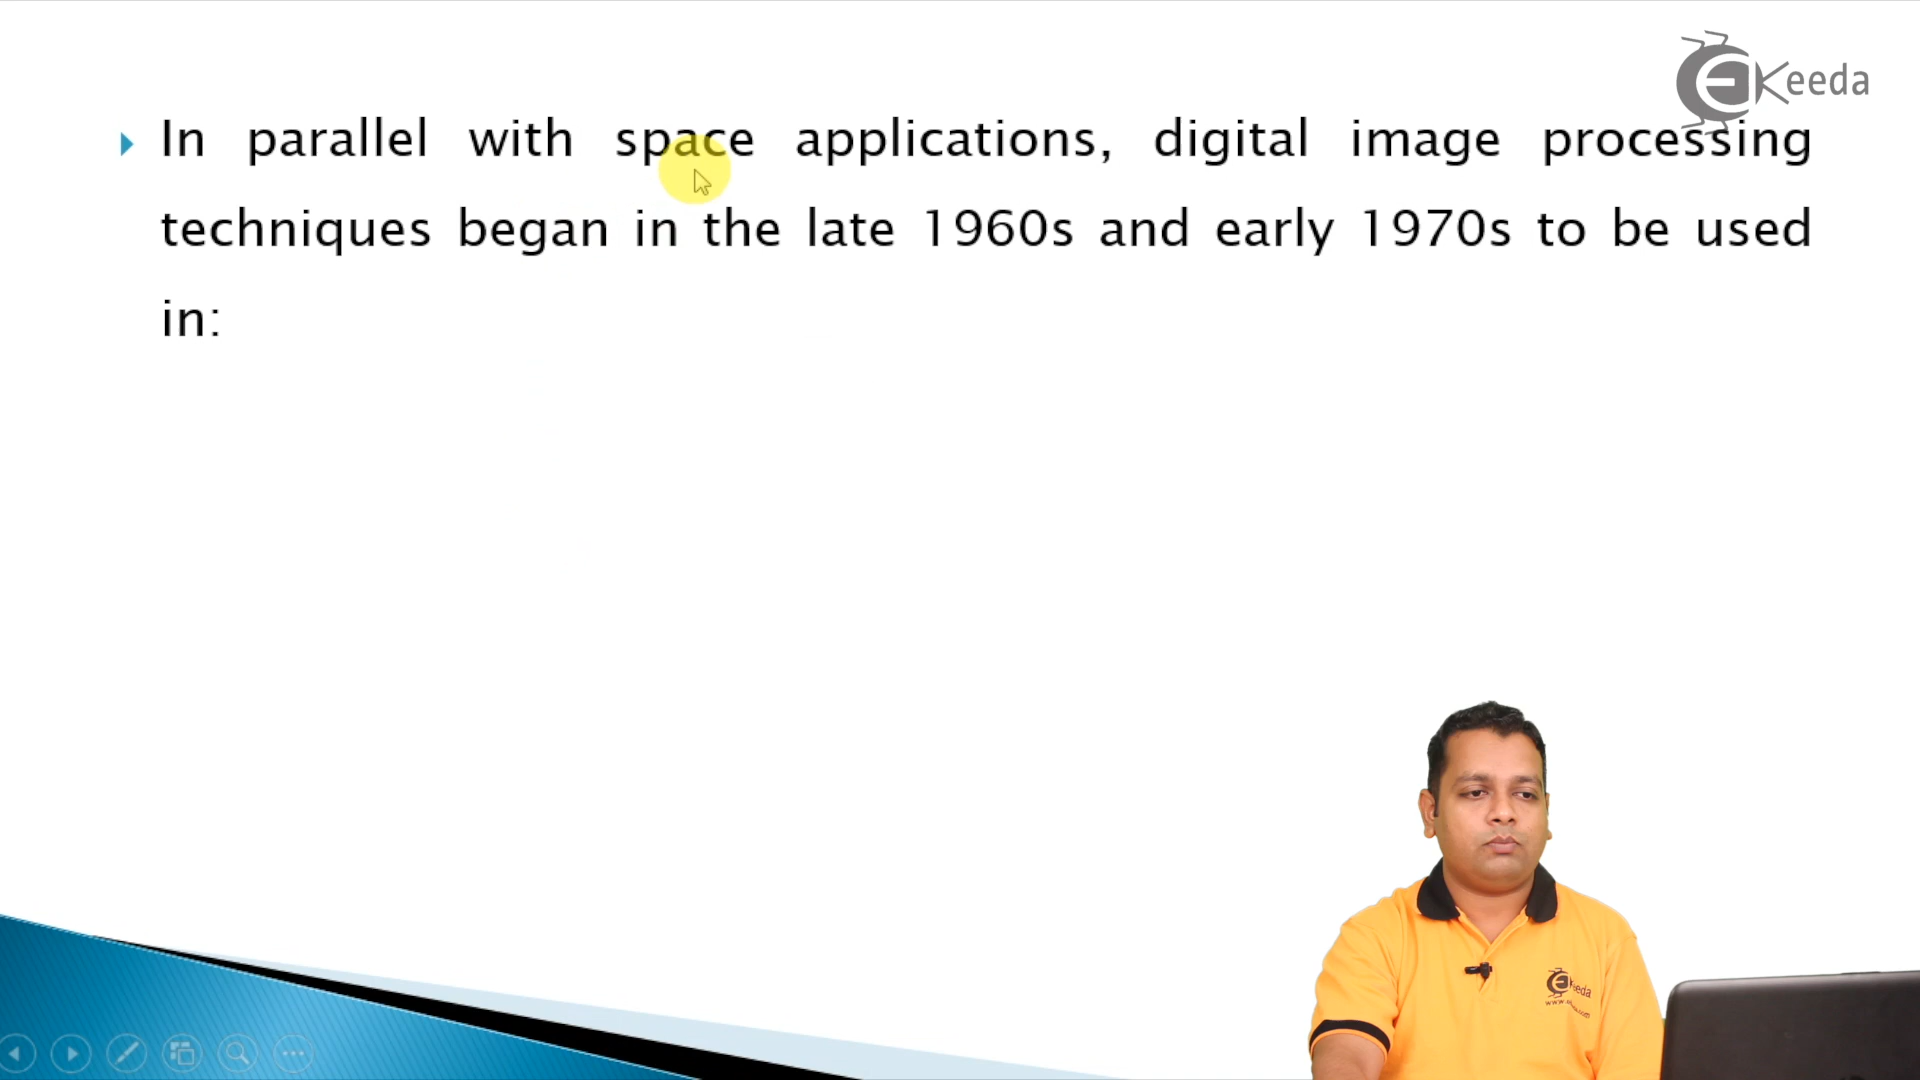 Keeda
In parallel with space applications, digital image processing
techniques began in the late 1960s and early 1970s to be used
in: